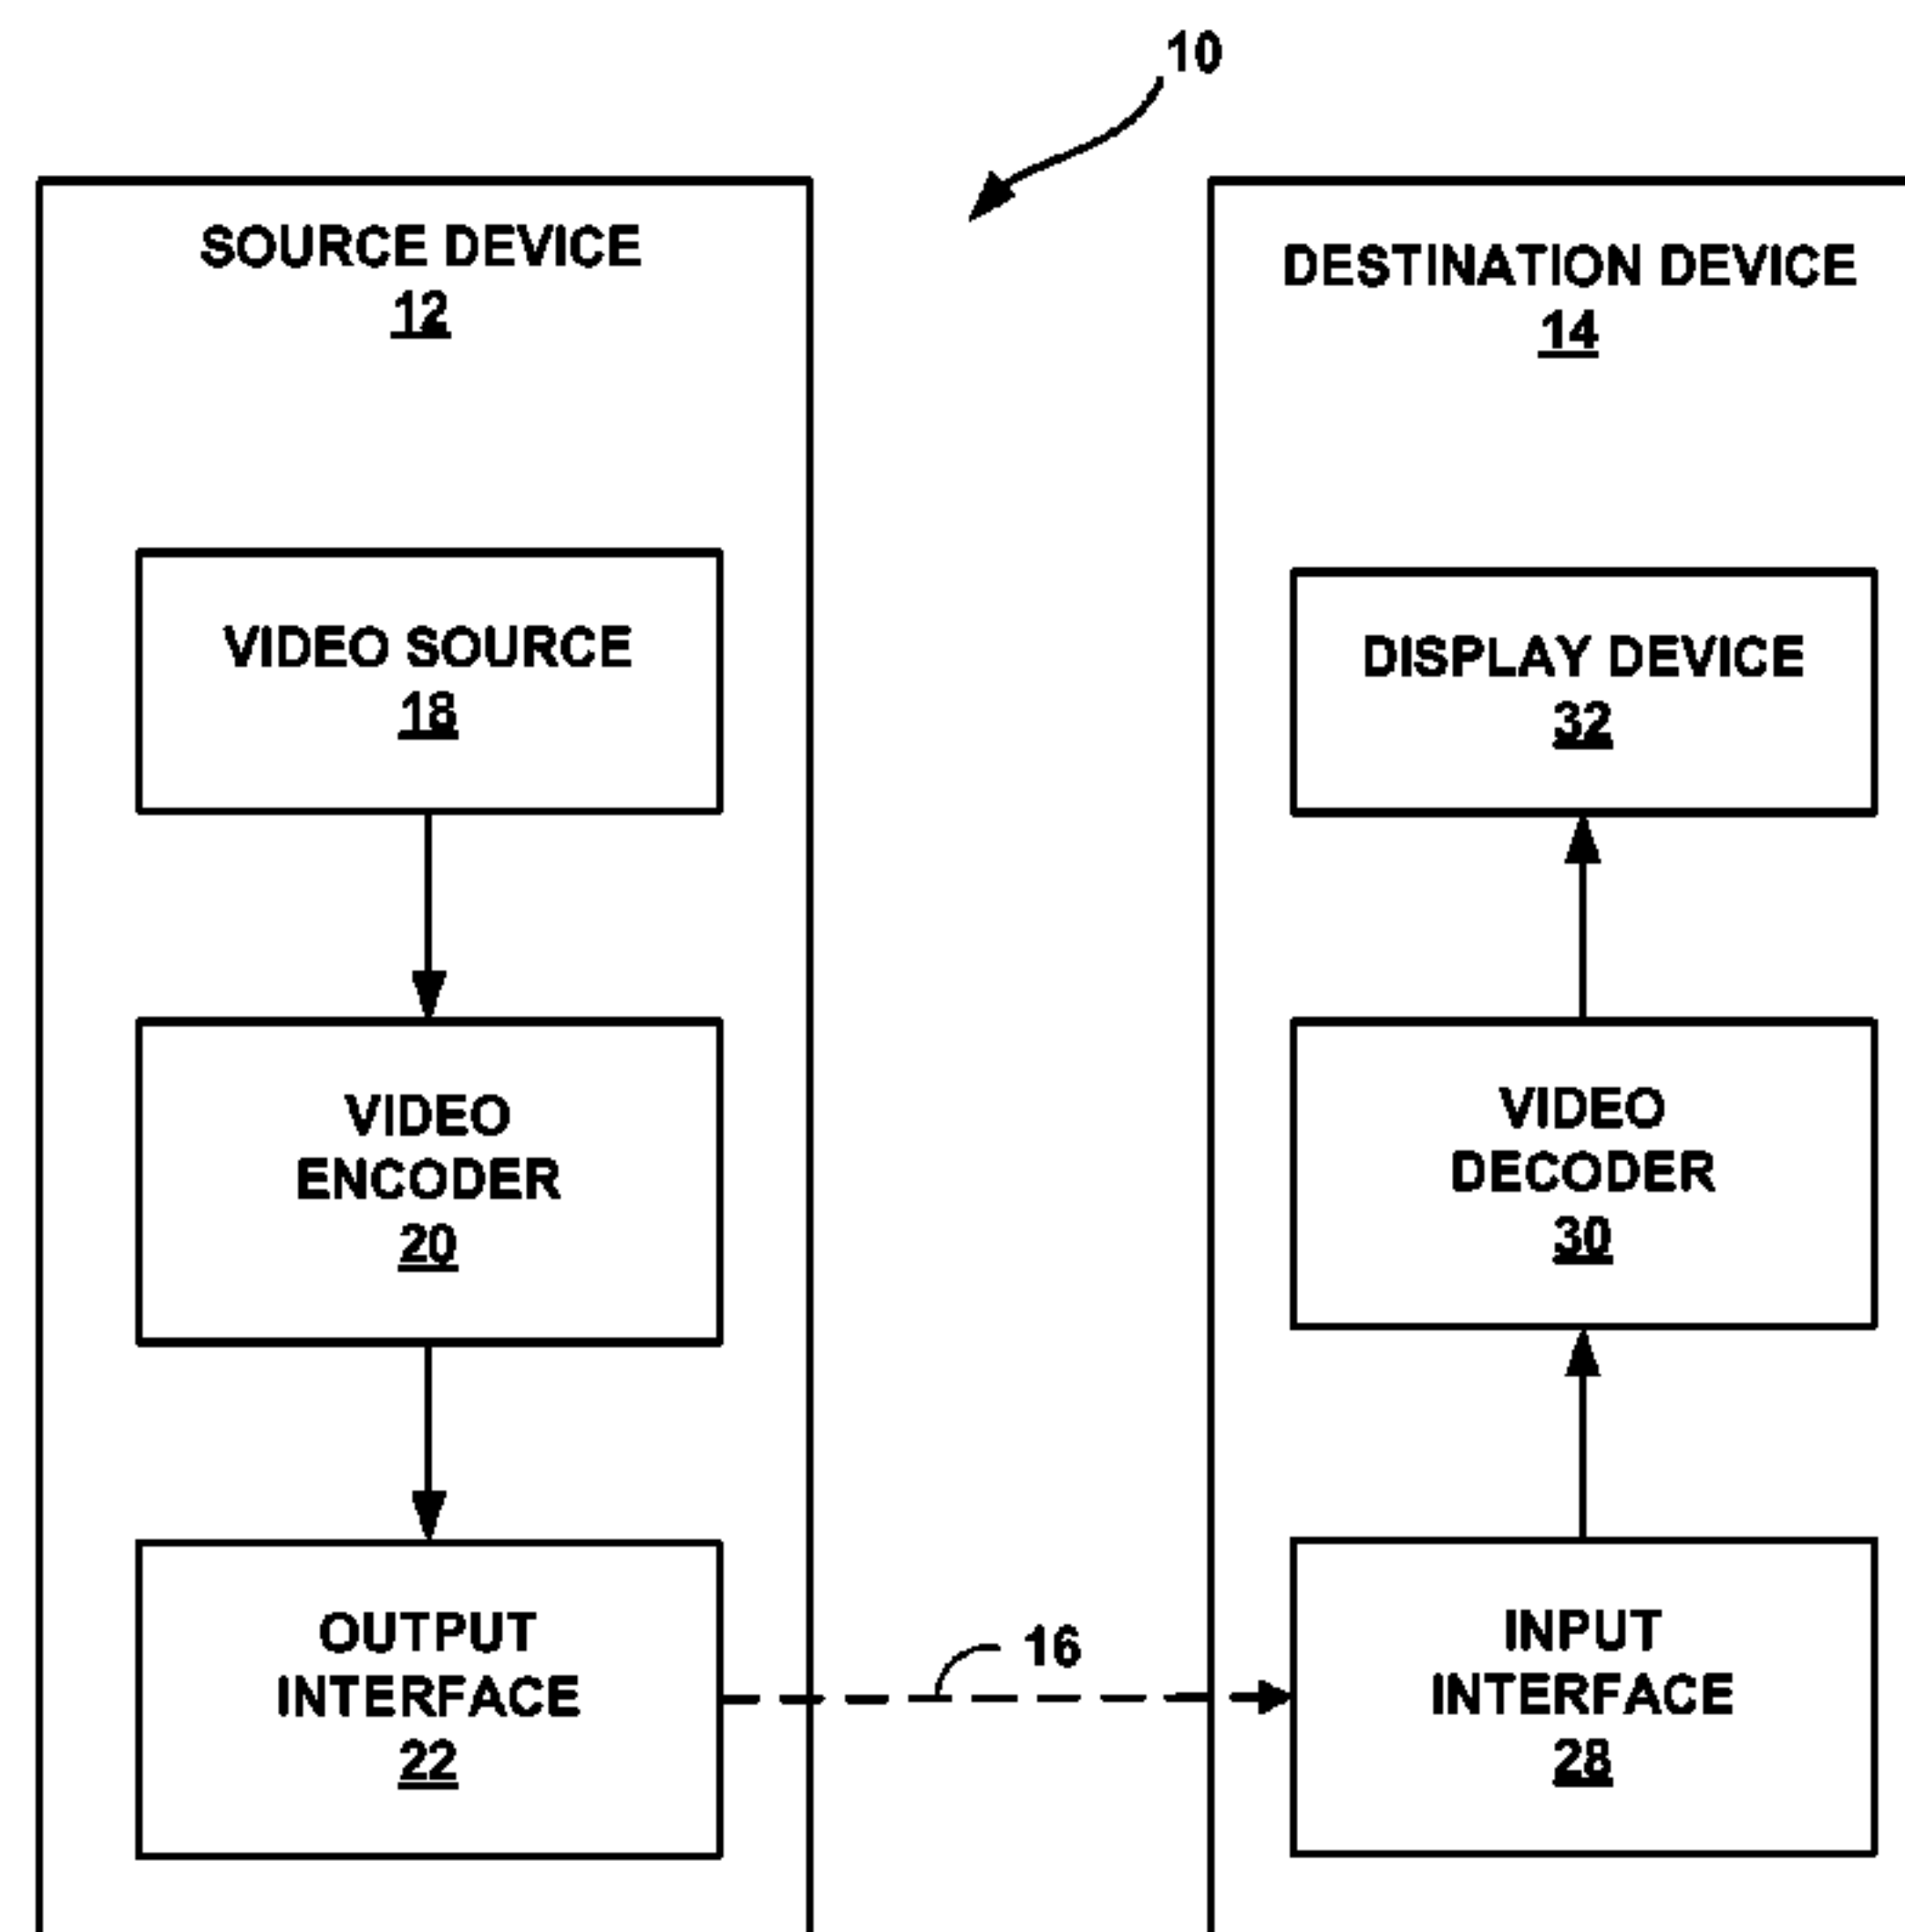 10
SOURCE DEVICE
12
VIDEO SOURCE
18
VIDEO
ENCODER
20
OUTPUT
INTERFACE
22
16
DESTINATION DEVICE
14
DISPLAY DEVICE
32
VIDEO
DECODER
30
INPUT
INTERFACE
28